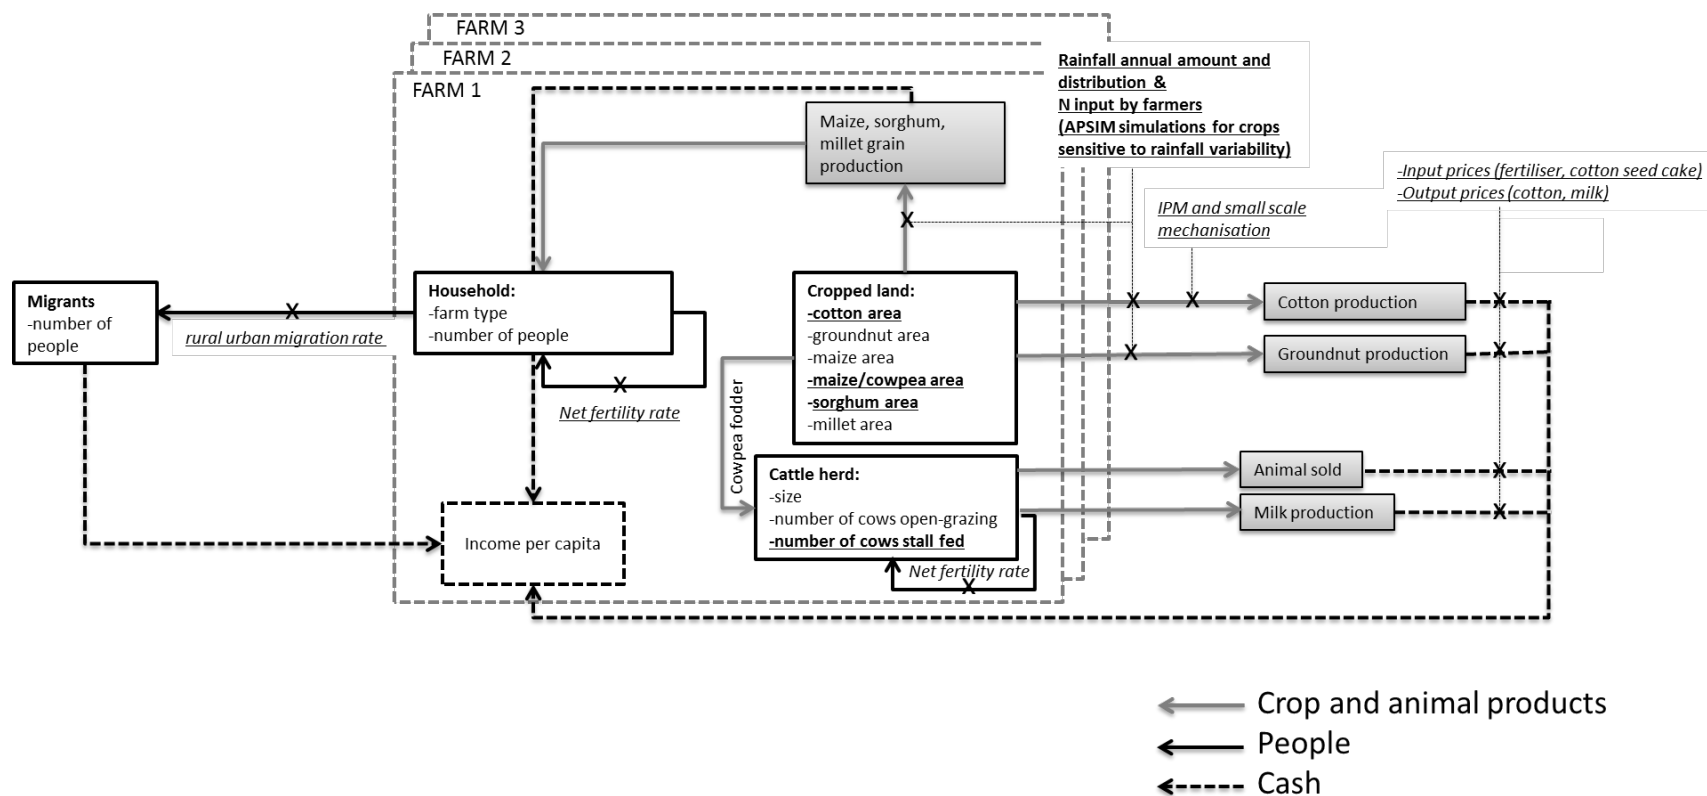 FARM 3
FARM 2
FARM 1
Rainfall annual amount and
distribution &
N input by farmers
(APSIM simulations for crops
sensitive to rainfall variability)
Maize, sorghum,
millet grain
production
-Input prices (fertiliser, cotton seed cake)
-Output prices (cotton, milk)
IPM and small scale
mechanisation
X
Migrants
-number of
people
X
rural urban migration rate
Household:
-farm type
-number of people
X
Net fertility rate
Cropped land:
-cotton area
-groundnut area
-maize area
-maize/cowpea area
-sorghum area
-millet area
X
X
Cotton production
X
X
Groundnut production
X
Cowpea fodder
Cattle herd:
-size
-number of cows open-grazing
-number of cows stall fed
Net fertility rate
X
Animal sold
X
Milk production
X
Income per capita
Crop and animal products
People
Cash